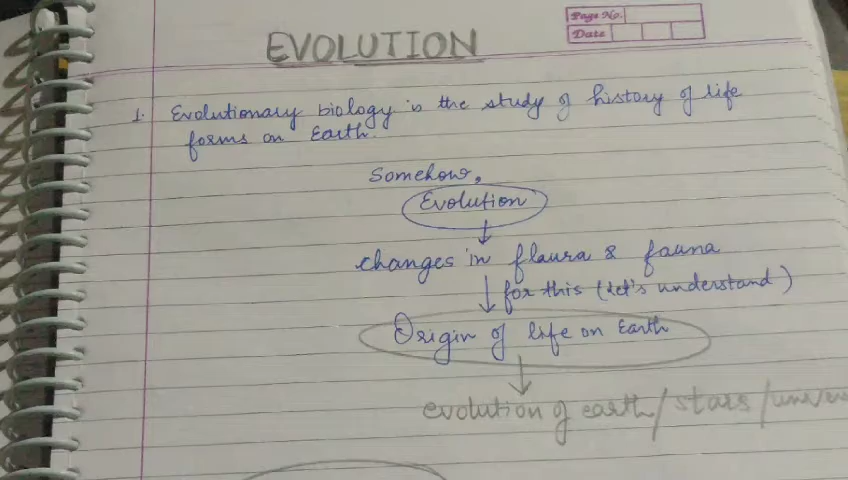 Page No.
Date
EVOLUTION
1. Evolutionary biology is the study of history of life
forms on Earth.
Somehow,
Evolution
changes in flaura & fauna
for this (let's understand)
Origin of life on Earth
evolution of earth/stars/